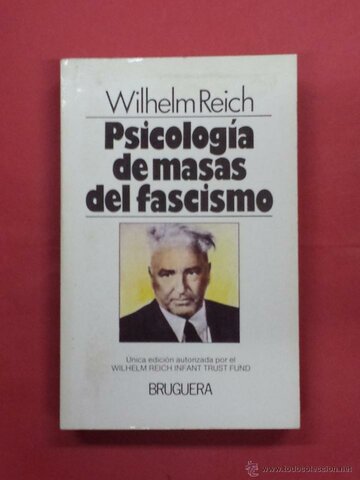 Wilhelm Reich
Psicología
de masas
del fascismo
Unica edición autorizada por el
WILHELM REICH INFANT TRUST FUND
BRUGUERA
www.todocoleccion.net